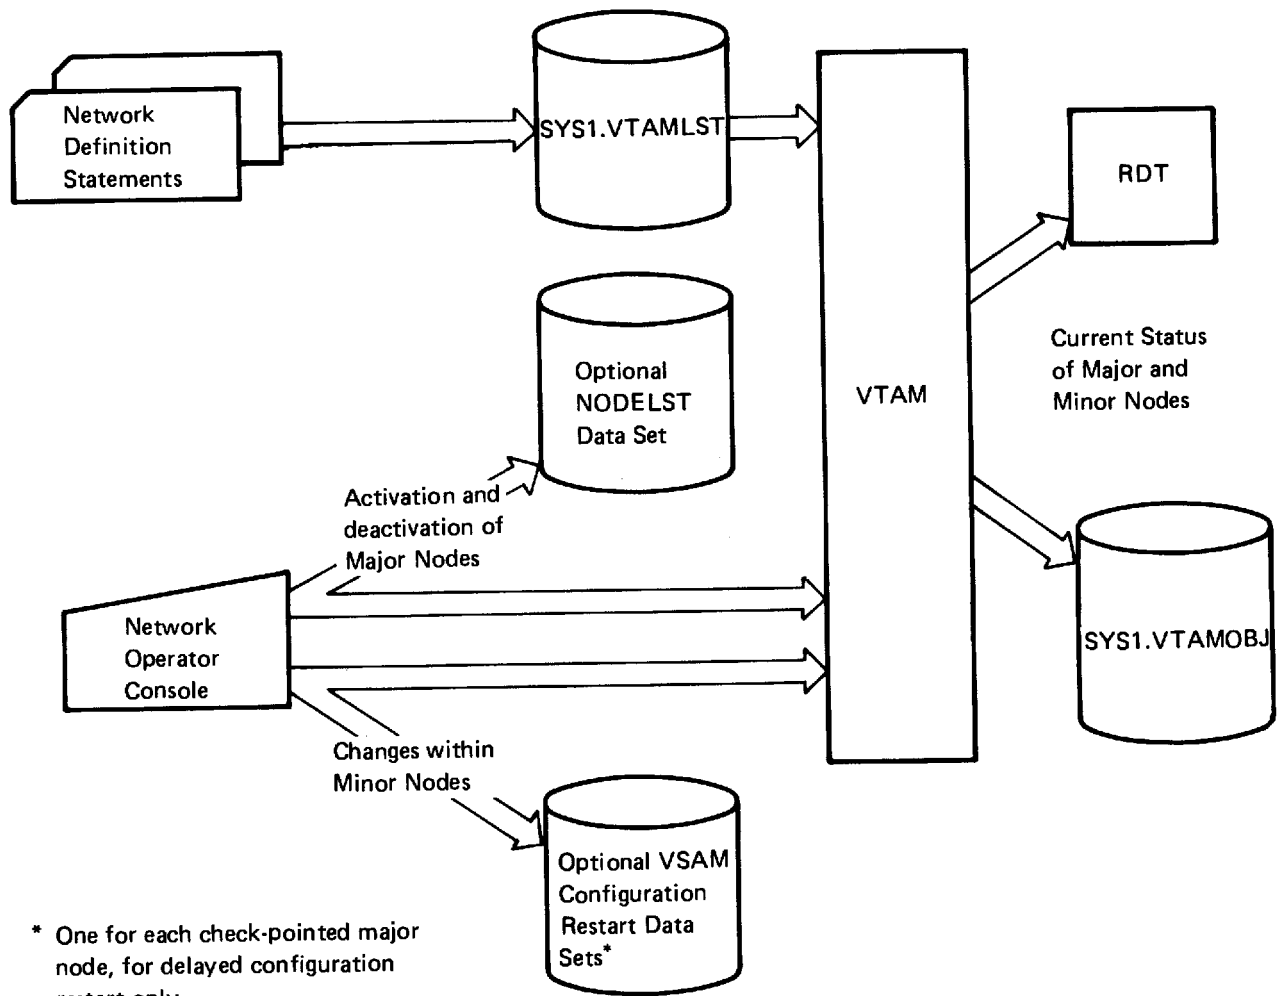 Network
Definition
Statements
SYS1.VTAMLST
RDT
Optional
NODELST
Data Set
VTAM
Current Status
of Major and
Minor Nodes
Activation and
deactivation of
Major Nodes
Network
Operator
Console
SYS1.VTAMOBJ
Changes within
Minor Nodes
Optional VSAM
Configuration
Restart Data
Sets*
* One for each check-pointed major
node, for delayed configuration